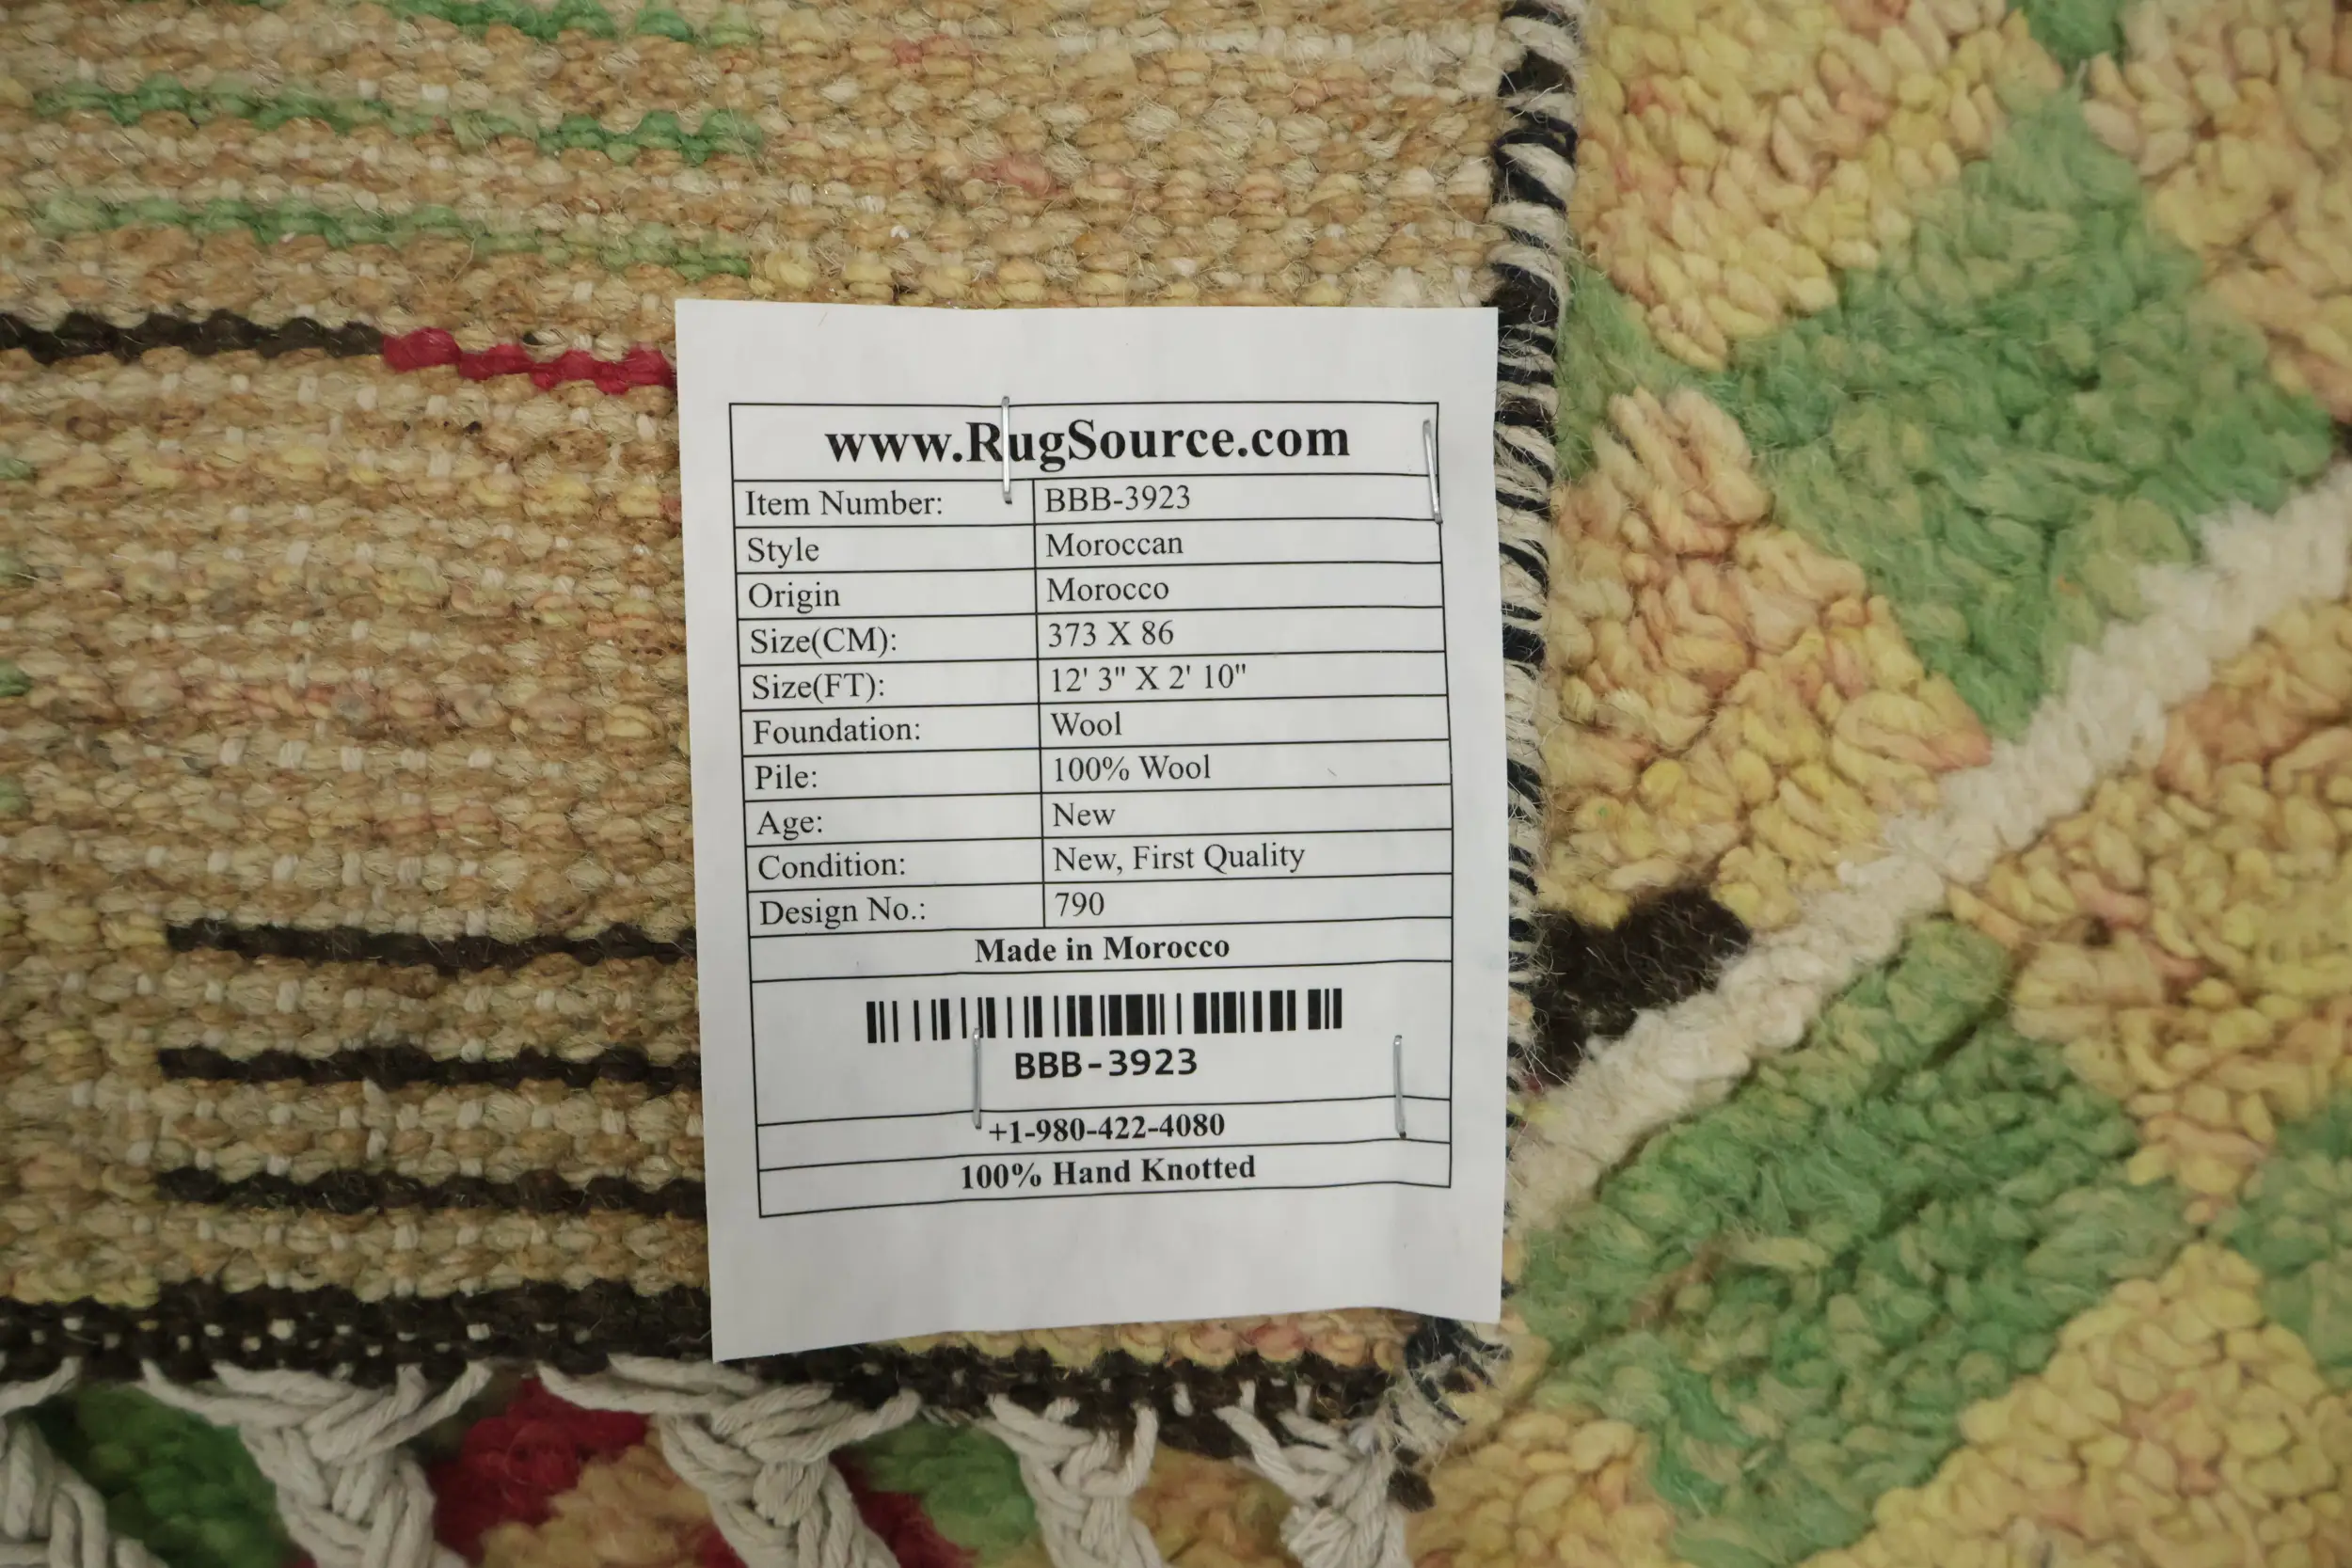 www.RugSource.com
Item Number: BBB-3923
Style Moroccan
Origin Morocco
Size(CM): 373 X 86
Size(FT): 12' 3" X 2' 10"
Foundation: Wool
Pile: 100% Wool
Age: New
Condition: New, First Quality
Design No.: 790
Made in Morocco
BBB-3923
+1-980-422-4080
100% Hand Knotted